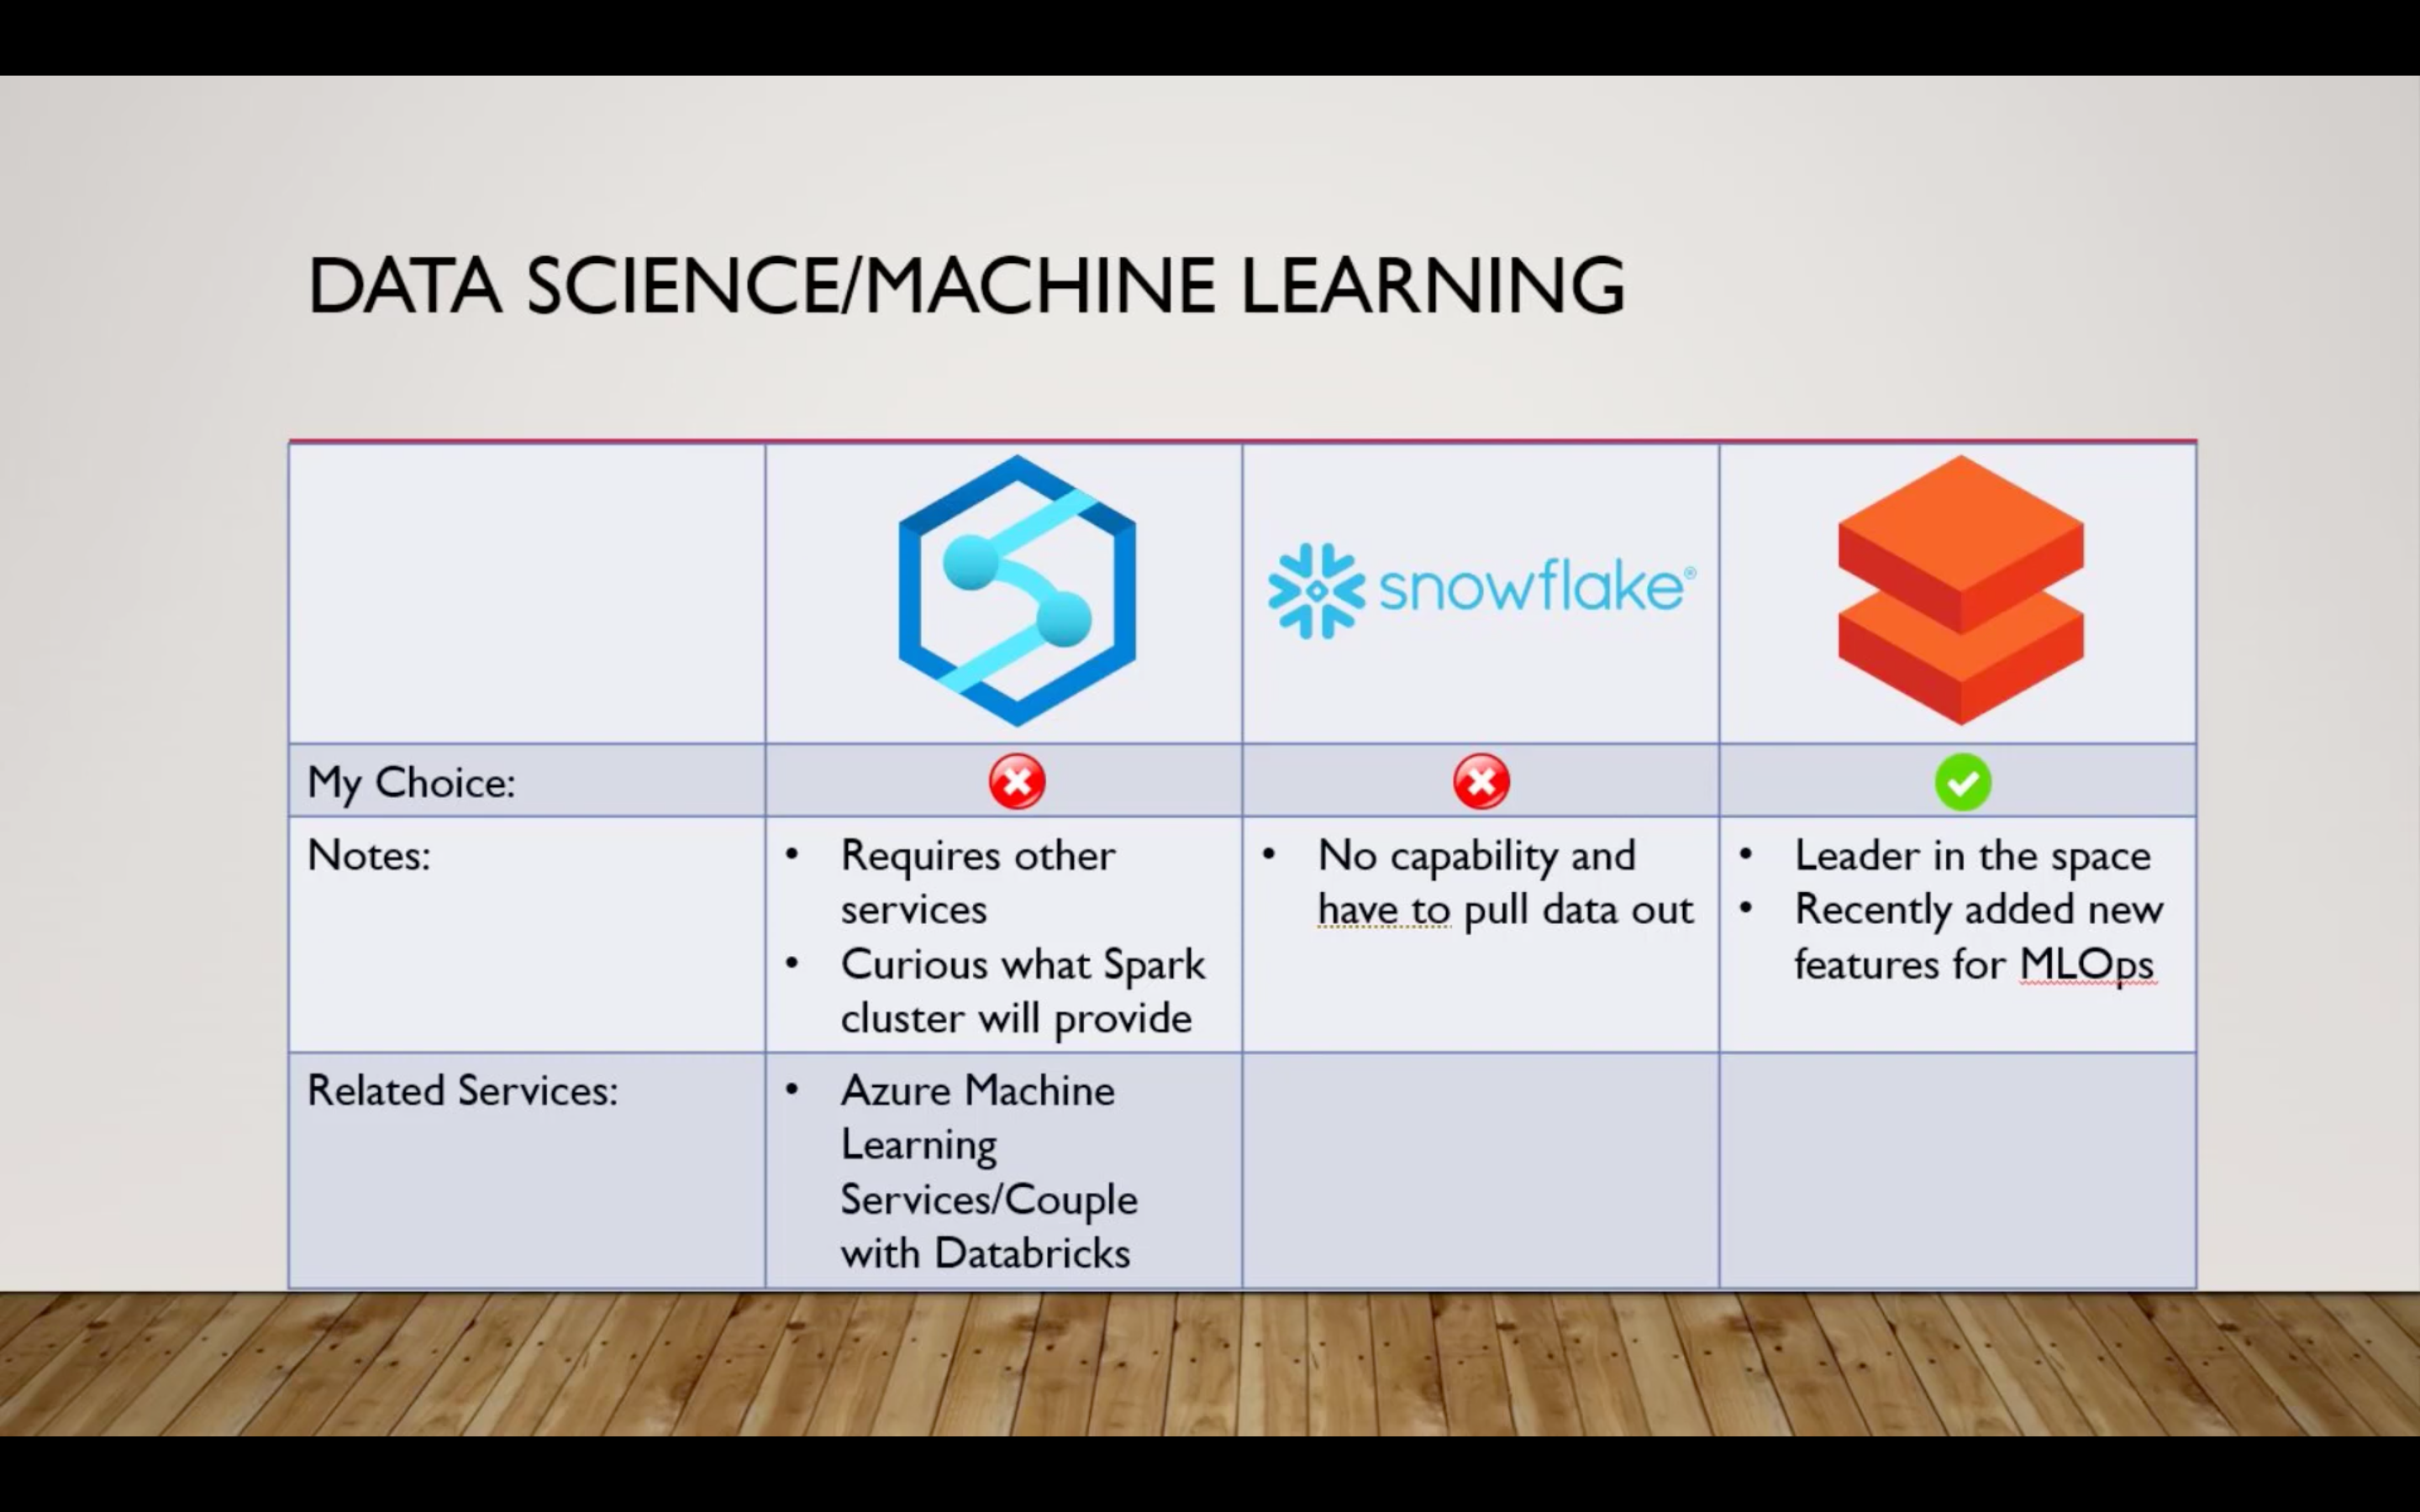 DATA SCIENCE/MACHINE LEARNING
snowflake®
My Choice:
Notes:
• Requires other
services
• Curious what Spark
cluster will provide
• No capability and
have to pull data out
• Leader in the space
• Recently added new
features for MLOps
Related Services:
• Azure Machine
Learning
Services/Couple
with Databricks